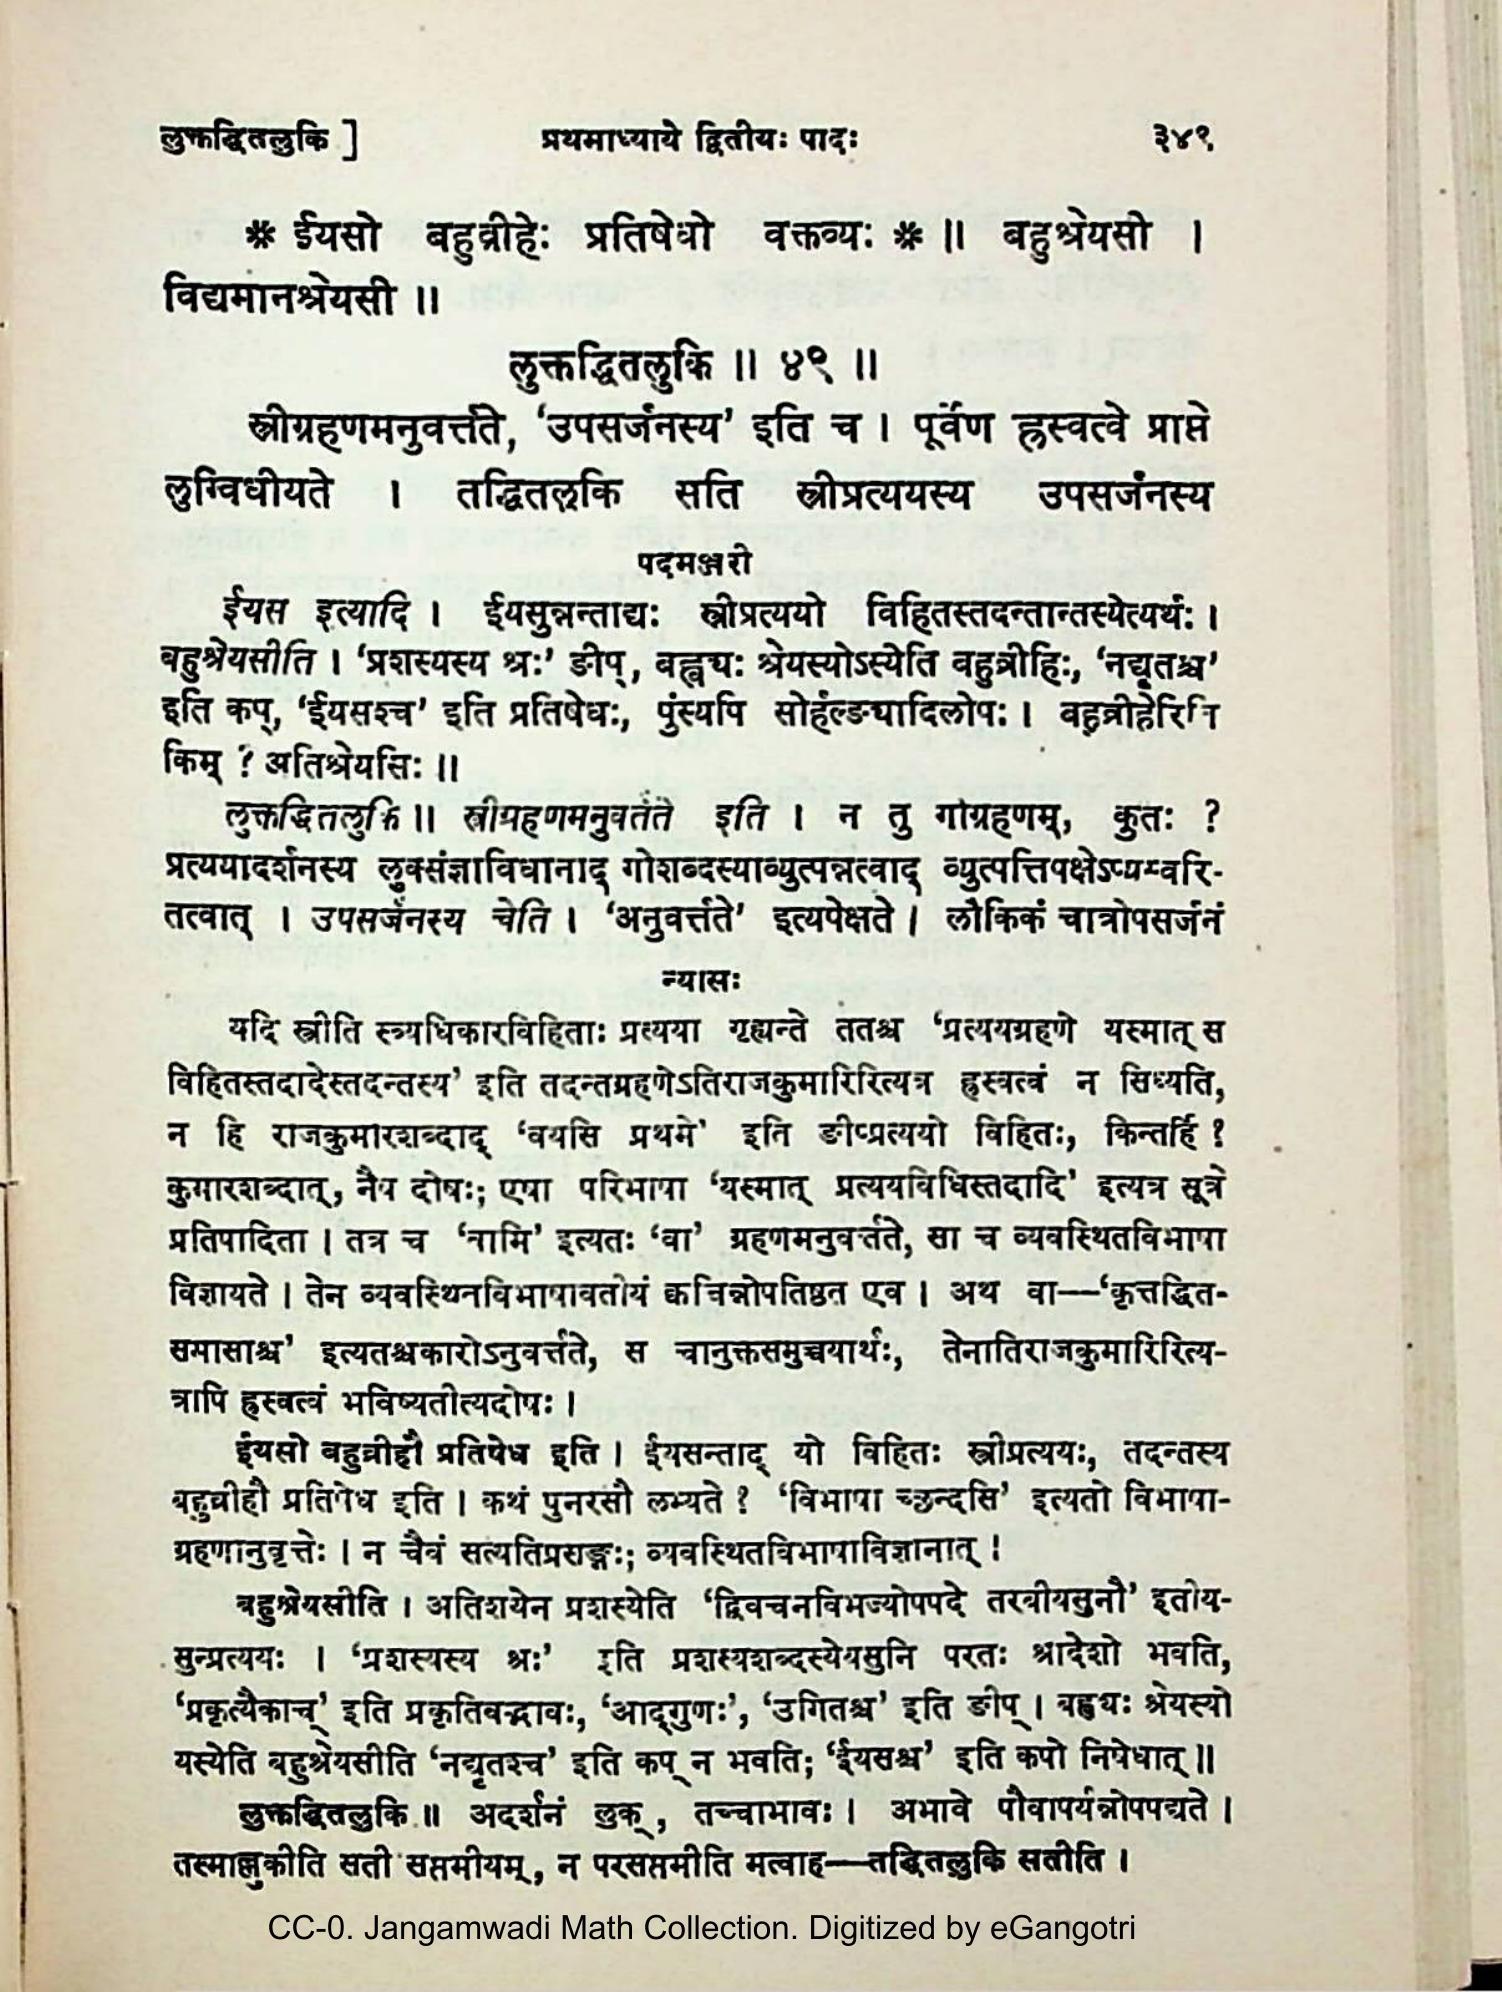 लुक्तद्धितलुकि ] प्रथमाध्याये द्वितीयः पादः ३४९
❊ ईयसो बहुव्रीहेः प्रतिषेधो वक्तव्यः ❊ ॥ बहुश्रेयसी ।
विद्यमानश्रेयसी ॥
लुक्तद्धितलुकि ॥ ४९ ॥
स्त्रीग्रहणमनुवर्त्तते, ‘उपसर्जनस्य’ इति च । पूर्वेण ह्रस्वत्वे प्राप्ते
लुग्विधीयते । तद्धितलुकि सति स्त्रीप्रत्ययस्य उपसर्जनस्य
पदमञ्जरी
ईयस इत्यादि । ईयसुन्नन्ताद्यः स्त्रीप्रत्ययो विहितस्तदन्तान्तस्येत्यर्थः ।
बहुश्रेयसीति । ‘प्रशस्यस्य श्रः’ ङीप्, बह्व्यः श्रेयस्योऽस्येति बहुव्रीहिः, ‘नद्यृतश्च’
इति कप्, ‘ईयसश्च’ इति प्रतिषेधः, पुंस्यपि सोर्हल्ङ्यादिलोपः । बहुव्रीहेरिति
किम् ? अतिश्रेयसिः ॥
लुक्तद्धितलुकि ॥ स्त्रीग्रहणमनुवर्तते इति । न तु गोग्रहणम्, कुतः ?
प्रत्ययादर्शनस्य लुक्संज्ञाविधानाद् गोशब्दस्याव्युत्पन्नत्वाद् व्युत्पत्तिपक्षेऽप्यस्वरि-
तत्वात् । उपसर्जनस्य चेति । ‘अनुवर्त्तते’ इत्यपेक्षते । लौकिकं चात्रोपसर्जनं
न्यासः
यदि स्त्रीति स्त्र्यधिकारविहिताः प्रत्यया गृह्यन्ते ततश्च ‘प्रत्ययग्रहणे यस्मात् स
विहितस्तदादेस्तदन्तस्य’ इति तदन्तग्रहणेऽतिराजकुमारिरित्यत्र ह्रस्वत्वं न सिध्यति,
न हि राजकुमारशब्दाद् ‘वयसि प्रथमे’ इति ङीप्प्रत्ययो विहितः, किन्तर्हि ?
कुमारशब्दात्, नैष दोषः; एषा परिभाषा ‘यस्मात् प्रत्ययविधिस्तदादि’ इत्यत्र सूत्रे
प्रतिपादिता । तत्र च ‘नामि’ इत्यतः ‘वा’ ग्रहणमनुवर्त्तते, सा च व्यवस्थितविभाषा
विज्ञायते । तेन व्यवस्थितविभाषावतीयं क्वचिन्नोपतिष्ठत एव । अथ वा—‘कृत्तद्धित-
समासाश्च’ इत्यतश्चकारोऽनुवर्त्तते, स चानुक्तसमुच्चयार्थः, तेनातिराजकुमारिरित्य-
त्रापि ह्रस्वत्वं भविष्यतीत्यदोषः ।
ईयसो बहुव्रीहौ प्रतिषेध इति । ईयसन्ताद् यो विहितः स्त्रीप्रत्ययः, तदन्तस्य
बहुव्रीहौ प्रतिषेध इति । कथं पुनरसौ लभ्यते ? ‘विभाषा च्छन्दसि’ इत्यतो विभाषा-
ग्रहणानुवृत्तेः । न चैवं सत्यतिप्रसङ्गः; व्यवस्थितविभाषाविज्ञानात् ।
बहुश्रेयसीति । अतिशयेन प्रशस्येति ‘द्विवचनविभज्योपपदे तरबीयसुनौ’ इतीय-
सुन्प्रत्ययः । ‘प्रशस्यस्य श्रः’ इति प्रशस्यशब्दस्येयसुनि परतः श्रादेशो भवति,
‘प्रकृत्यैकाच्’ इति प्रकृतिवद्भावः, ‘आद्गुणः’, ‘उगितश्च’ इति ङीप् । बह्व्यः श्रेयस्यो
यस्येति बहुश्रेयसीति ‘नद्यृतश्च’ इति कप् न भवति; ‘ईयसश्च’ इति कपो निषेधात् ॥
लुक्तद्धितलुकि ॥ अदर्शनं लुक्, तच्चाभावः । अभावे पौवापर्यन्नोपपद्यते ।
तस्माल्लुकीति सती सप्तमीयम्, न परसप्तमीति मत्वाह—तद्धितलुकि सतीति ।
CC-0. Jangamwadi Math Collection. Digitized by eGangotri